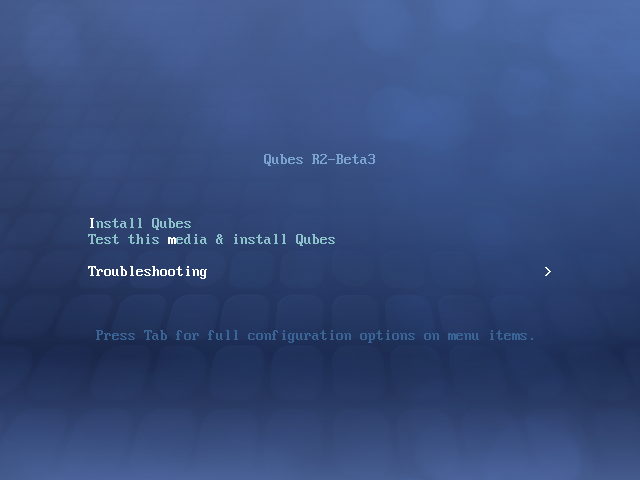 Qubes R2-Beta3
Install Qubes
Test this media & install Qubes
Troubleshooting >
Press Tab for full configuration options on menu items.